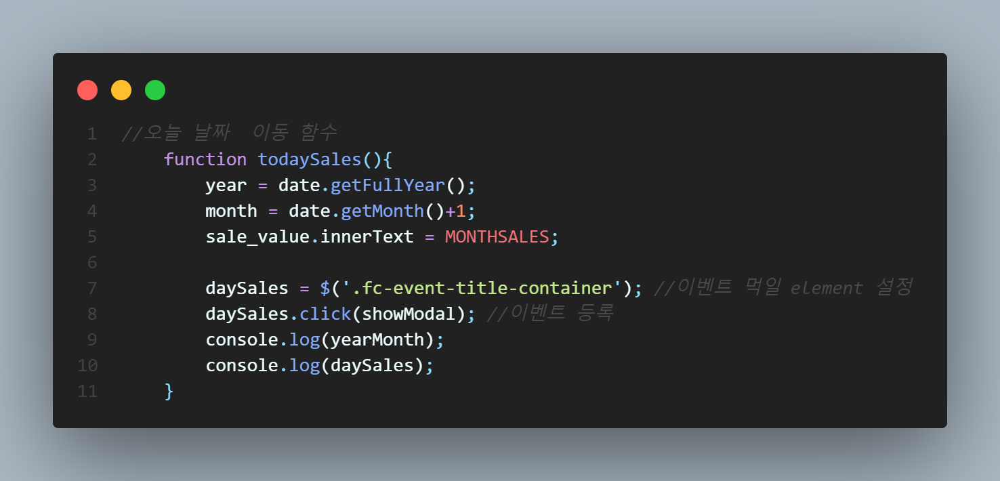 1 //오늘 날짜  이동 함수
2     function todaySales(){
3         year = date.getFullYear();
4         month = date.getMonth()+1;
5         sale_value.innerText = MONTHSALES;
6
7         daySales = $('.fc-event-title-container'); //이벤트 먹일 element 설정
8         daySales.click(showModal); //이벤트 등록
9         console.log(yearMonth);
10         console.log(daySales);
11     }